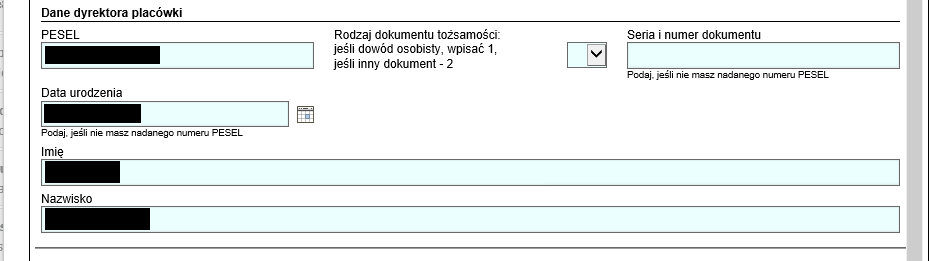 Dane dyrektora placówki
PESEL
Rodzaj dokumentu tożsamości:
jeśli dowód osobisty, wpisać 1,
jeśli inny dokument - 2
Seria i numer dokumentu
Podaj, jeśli nie masz nadanego numeru PESEL
Data urodzenia
Podaj, jeśli nie masz nadanego numeru PESEL
Imię
Nazwisko